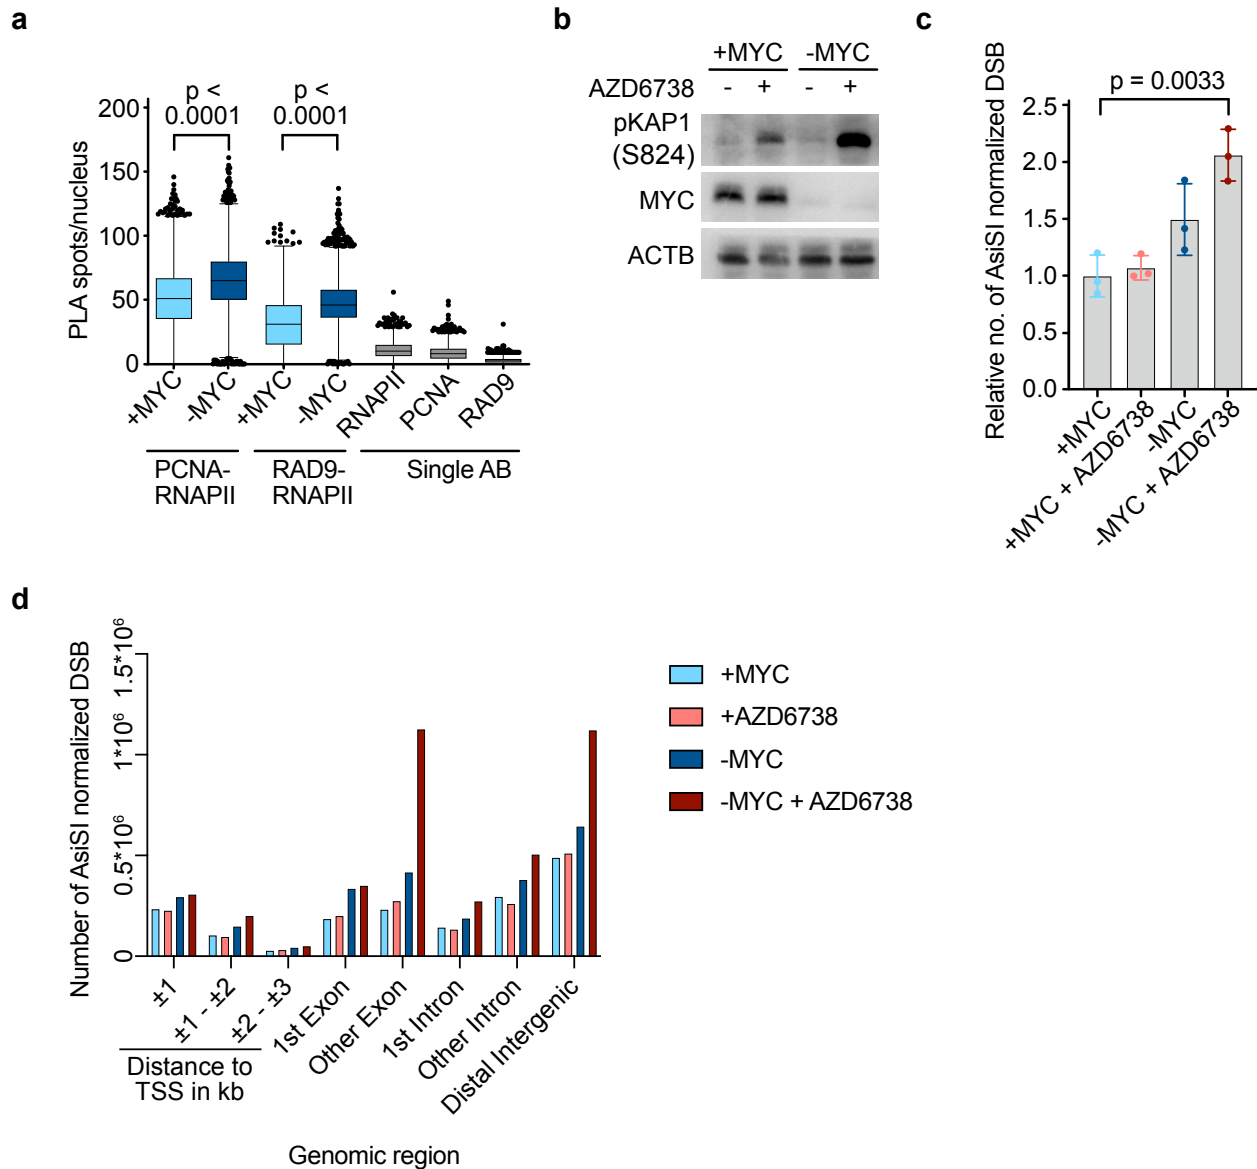 a
p <
0.0001
p <
0.0001
PLA spots/nucleus
200
150
100
50
0
+MYC
-MYC
+MYC
-MYC
RNAPII
PCNA
RAD9
PCNA-
RNAPII
RAD9-
RNAPII
Single AB
b
+MYC
-MYC
AZD6738
- + - +
pKAP1
(S824)
MYC
ACTB
c
p = 0.0033
Relative no. of AsiSI normalized DSB
2.5
2.0
1.5
1.0
0.5
0.0
+MYC
+MYC + AZD6738
-MYC
-MYC + AZD6738
d
Number of AsiSI normalized DSB
1.5*10⁶
1*10⁶
0.5*10⁶
0
±1
±1 - ±2
±2 - ±3
1st Exon
Other Exon
1st Intron
Other Intron
Distal Intergenic
Distance to
TSS in kb
Genomic region
+MYC
+AZD6738
-MYC
-MYC + AZD6738